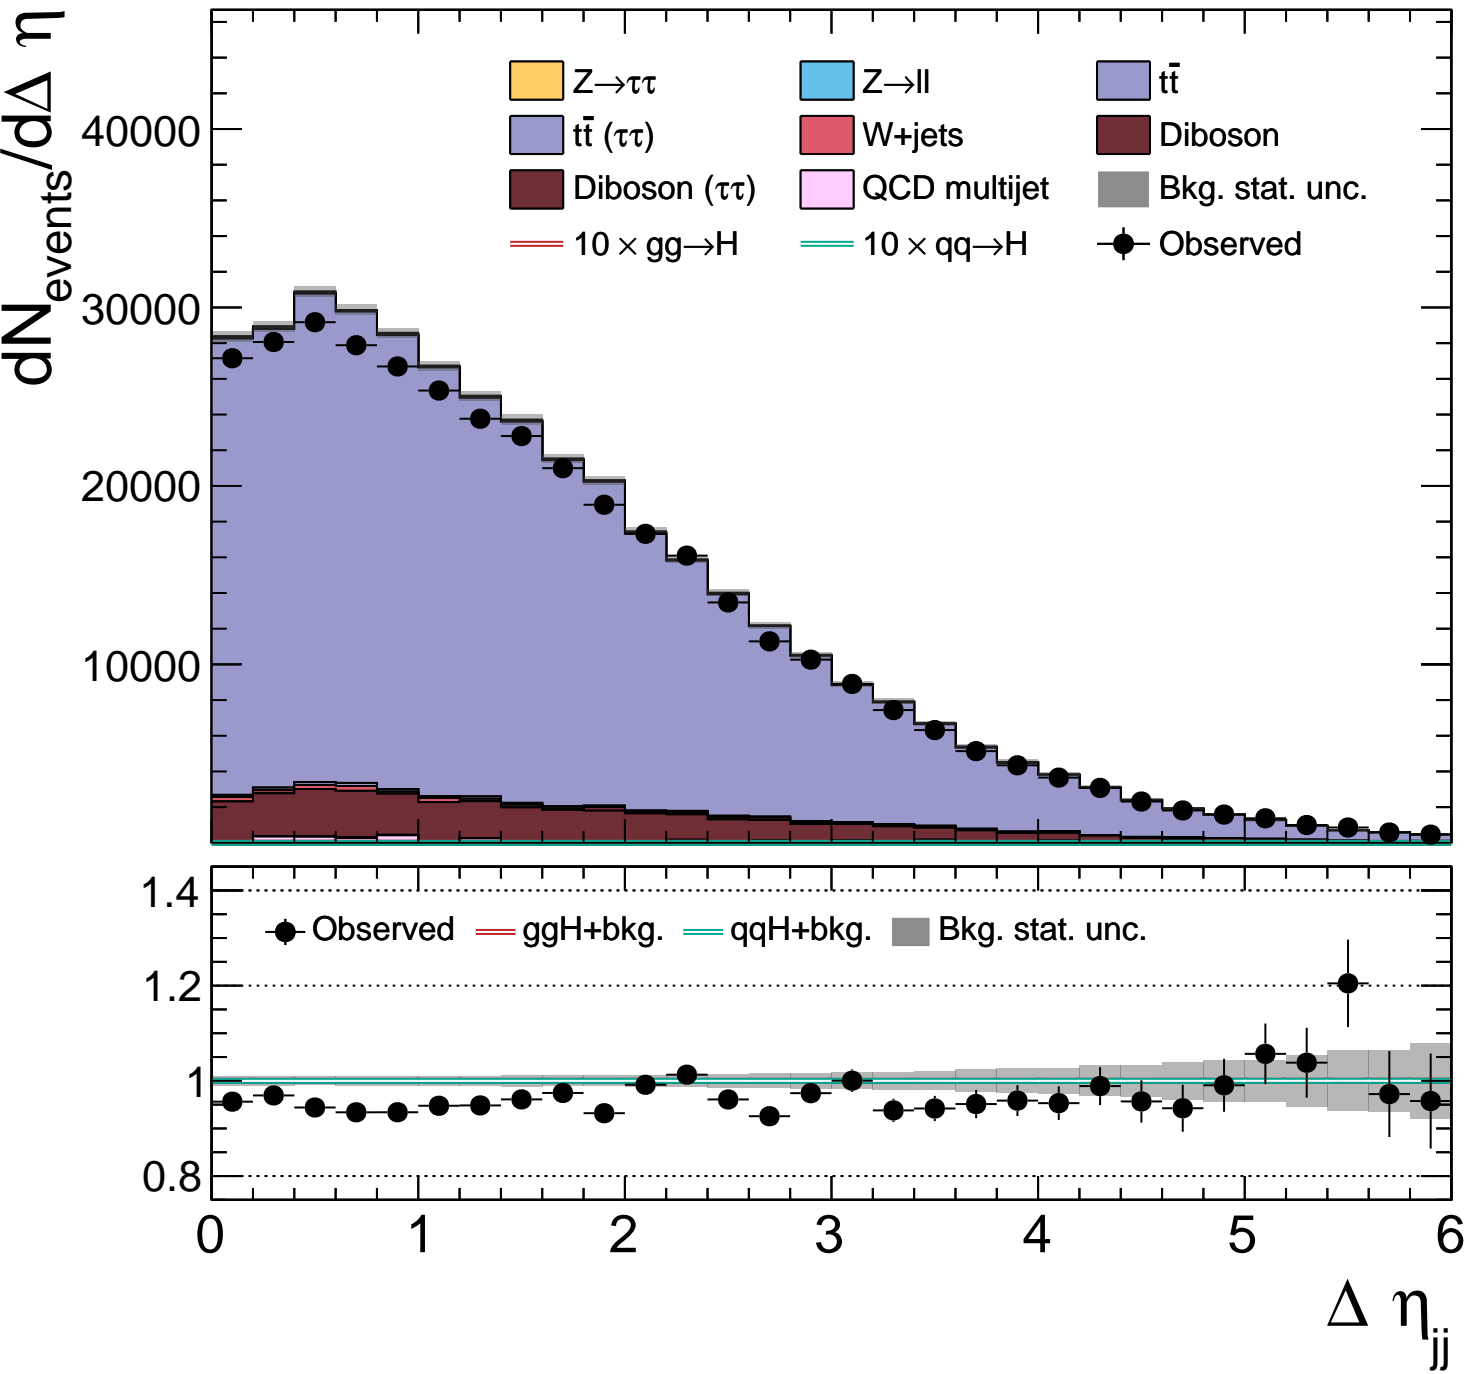 dN_events/dΔ η
40000
30000
20000
10000
Z→ττ Z→ll tt̄
tt̄ (ττ) W+jets Diboson
Diboson (ττ) QCD multijet Bkg. stat. unc.
10 × gg→H 10 × qq→H Observed
1.4
1.2
1
0.8
Observed ggH+bkg. qqH+bkg. Bkg. stat. unc.
0 1 2 3 4 5 6
Δ η_jj